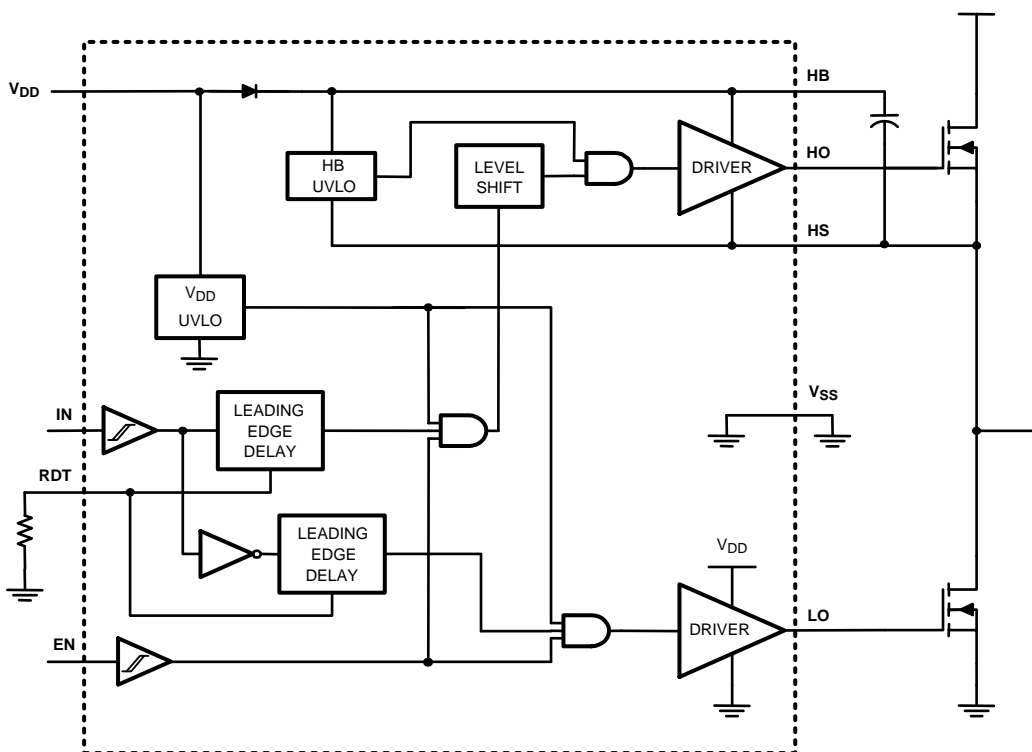 VDD
HB
HB
UVLO
LEVEL
SHIFT
DRIVER
HO
HS
VDD
UVLO
VSS
IN
LEADING
EDGE
DELAY
RDT
LEADING
EDGE
DELAY
VDD
DRIVER
LO
EN